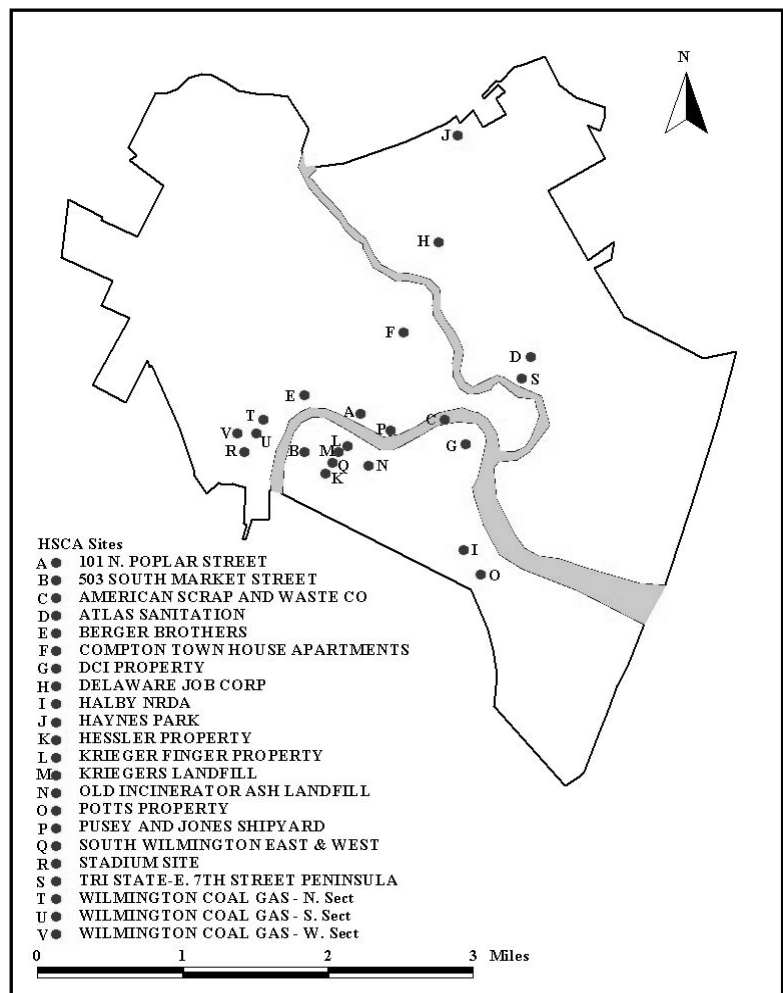 N
J
H
F
D
S
E
A
T
P
C
V
U
L
G
R
B
M
Q
N
K
I
O
HSCA Sites
A 101 N. POPLAR STREET
B 503 SOUTH MARKET STREET
C AMERICAN SCRAP AND WASTE CO
D ATLAS SANITATION
E BERGER BROTHERS
F COMPTON TOWN HOUSE APARTMENTS
G DCI PROPERTY
H DELAWARE JOB CORP
I HALBY NRDA
J HAYNES PARK
K HESSLER PROPERTY
L KRIEGER FINGER PROPERTY
M KRIEGERS LANDFILL
N OLD INCINERATOR ASH LANDFILL
O POTTS PROPERTY
P PUSEY AND JONES SHIPYARD
Q SOUTH WILMINGTON EAST & WEST
R STADIUM SITE
S TRI STATE-E. 7TH STREET PENINSULA
T WILMINGTON COAL GAS - N. Sect
U WILMINGTON COAL GAS - S. Sect
V WILMINGTON COAL GAS - W. Sect
0 1 2 3 Miles